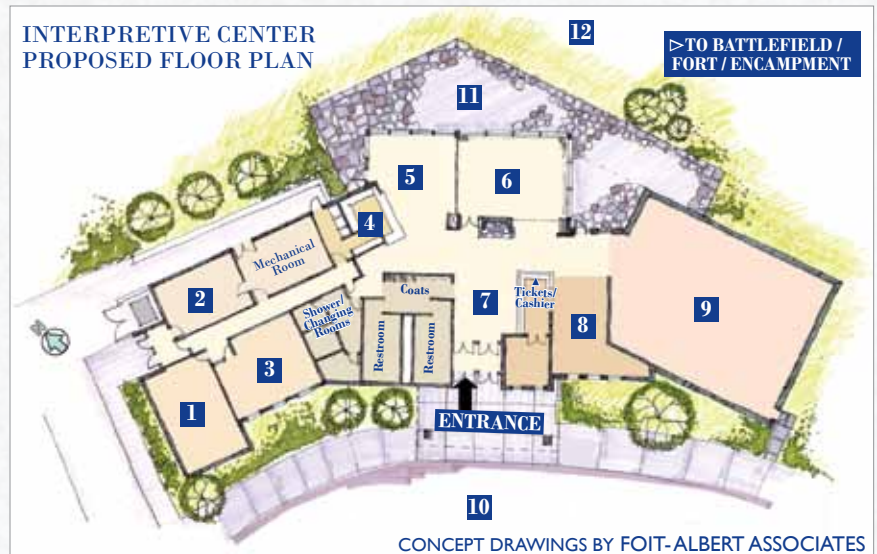 INTERPRETIVE CENTER
PROPOSED FLOOR PLAN
12
▷TO BATTLEFIELD /
FORT / ENCAMPMENT
11
5
6
4
Mechanical
Room
2
Coats
7
Tickets/
Cashier
8
9
Shower/
Changing
Rooms
Restroom
Restroom
3
1
ENTRANCE
10
CONCEPT DRAWINGS BY FOIT-ALBERT ASSOCIATES